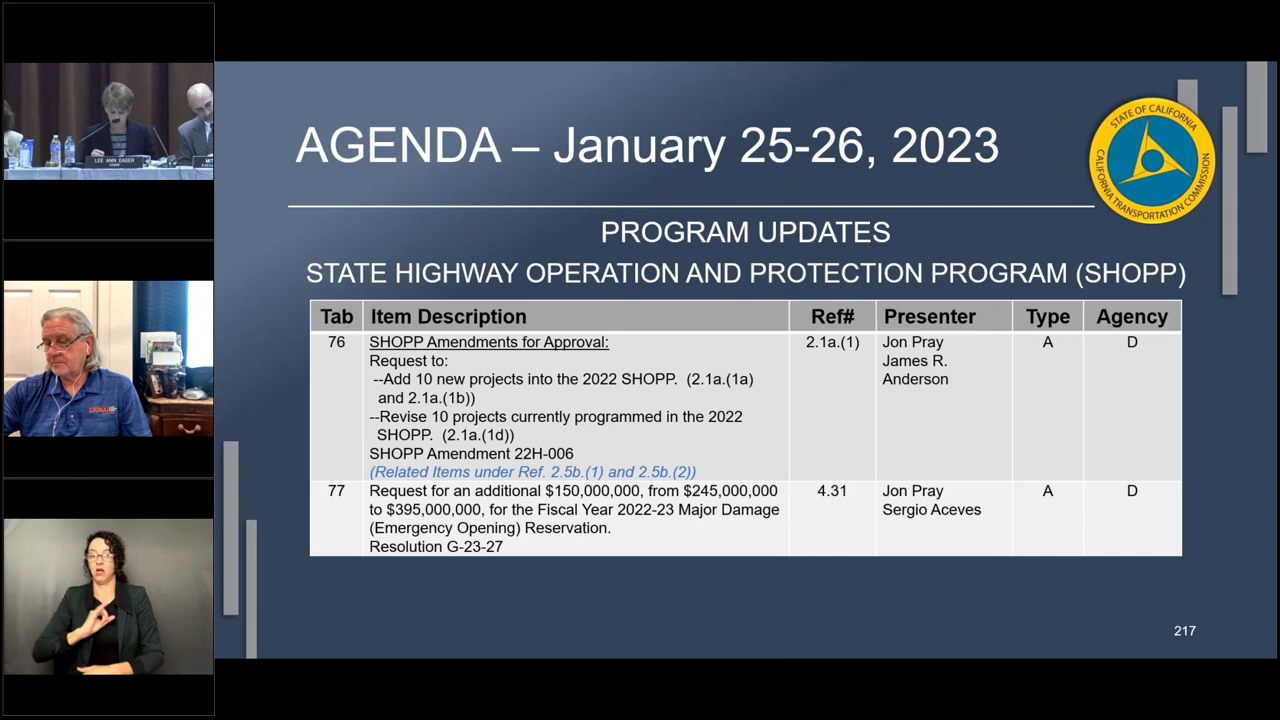 AGENDA – January 25-26, 2023
STATE OF CALIFORNIA
CALIFORNIA TRANSPORTATION COMMISSION
PROGRAM UPDATES
STATE HIGHWAY OPERATION AND PROTECTION PROGRAM (SHOPP)
Tab Item Description Ref# Presenter Type Agency
76 SHOPP Amendments for Approval: 2.1a.(1) Jon Pray A D
Request to: James R.
--Add 10 new projects into the 2022 SHOPP. (2.1a.(1a) Anderson
and 2.1a.(1b))
--Revise 10 projects currently programmed in the 2022
SHOPP. (2.1a.(1d))
SHOPP Amendment 22H-006
(Related Items under Ref. 2.5b.(1) and 2.5b.(2))
77 Request for an additional $150,000,000, from $245,000,000 4.31 Jon Pray A D
to $395,000,000, for the Fiscal Year 2022-23 Major Damage Sergio Aceves
(Emergency Opening) Reservation.
Resolution G-23-27
217
LEE ANN EAGER